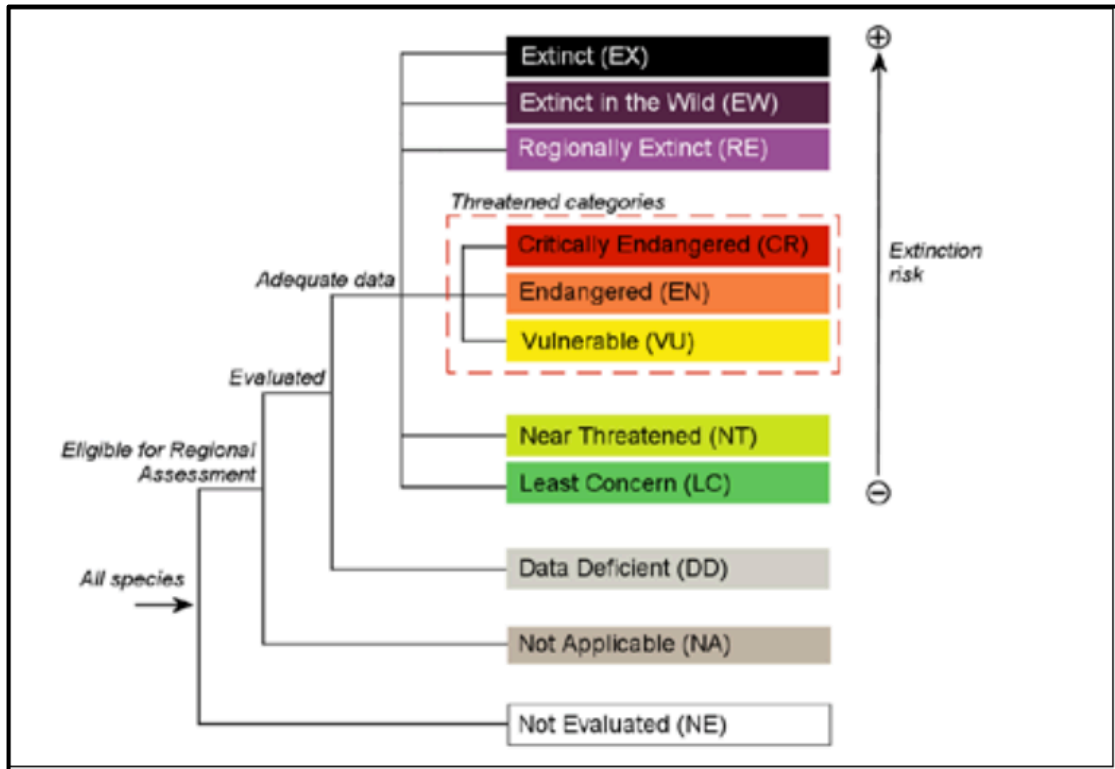 Extinct (EX)
Extinct in the Wild (EW)
Regionally Extinct (RE)
Threatened categories
Critically Endangered (CR)
Extinction
risk
Adequate data
Endangered (EN)
Vulnerable (VU)
Evaluated
Near Threatened (NT)
Eligible for Regional
Assessment
Least Concern (LC)
Data Deficient (DD)
All species
Not Applicable (NA)
Not Evaluated (NE)